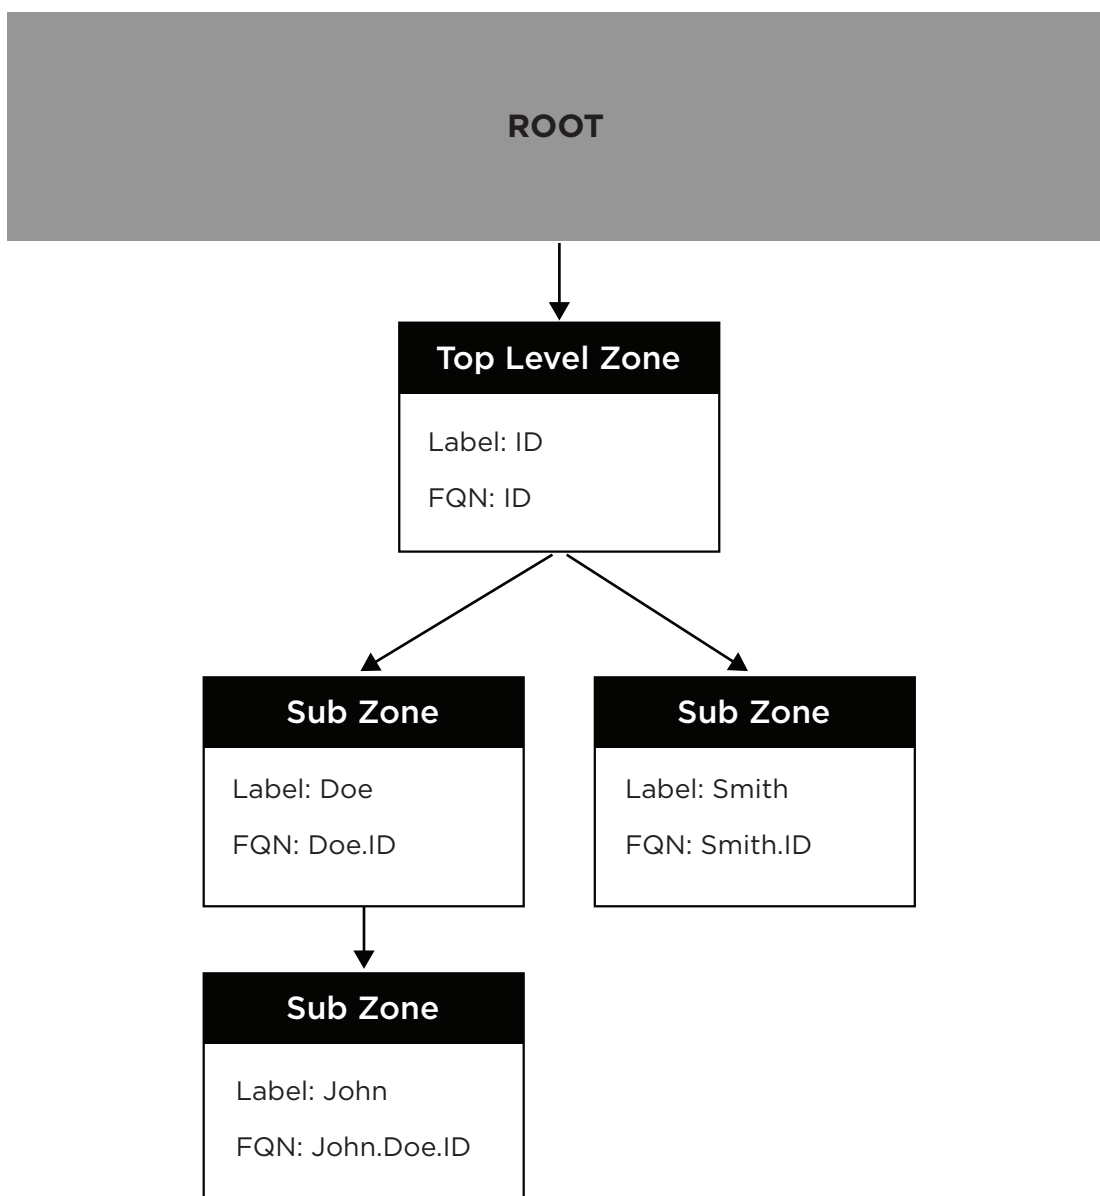 ROOT
Top Level Zone
Label: ID
FQN: ID
Sub Zone
Label: Doe
FQN: Doe.ID
Sub Zone
Label: Smith
FQN: Smith.ID
Sub Zone
Label: John
FQN: John.Doe.ID